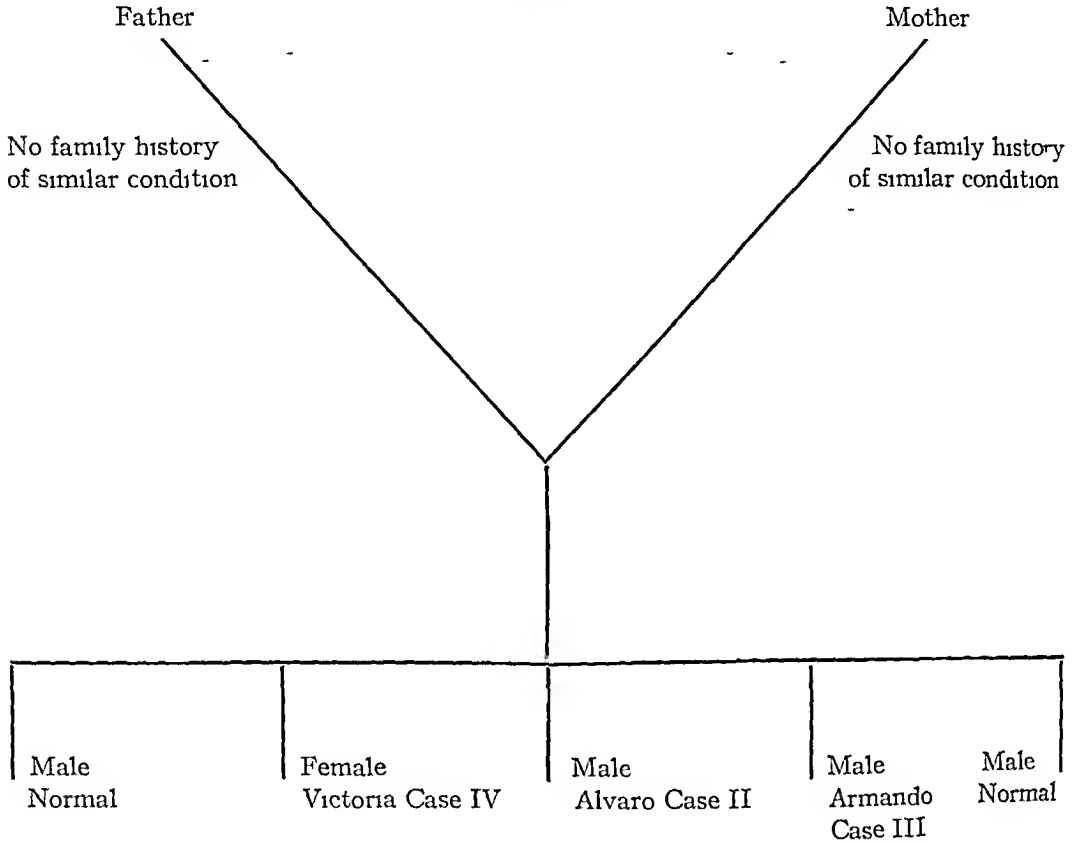 Father
Mother
No family history
of similar condition
No family history
of similar condition
Male
Normal
Female
Victoria Case IV
Male
Alvaro Case II
Male
Armando
Case III
Male
Normal